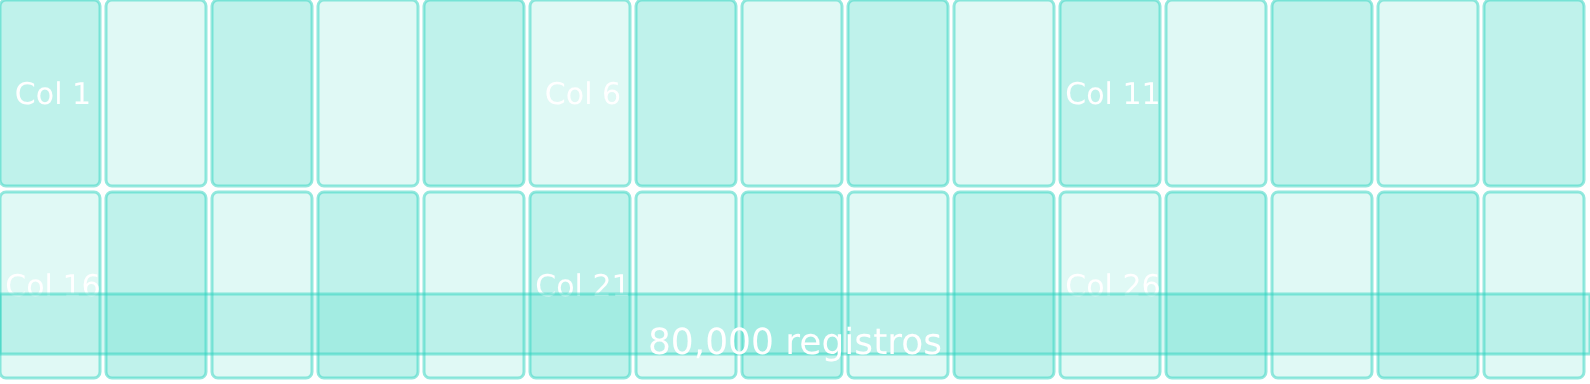 Col 1 Col 6 Col 11
Col 16 Col 21 Col 26
80,000 registros